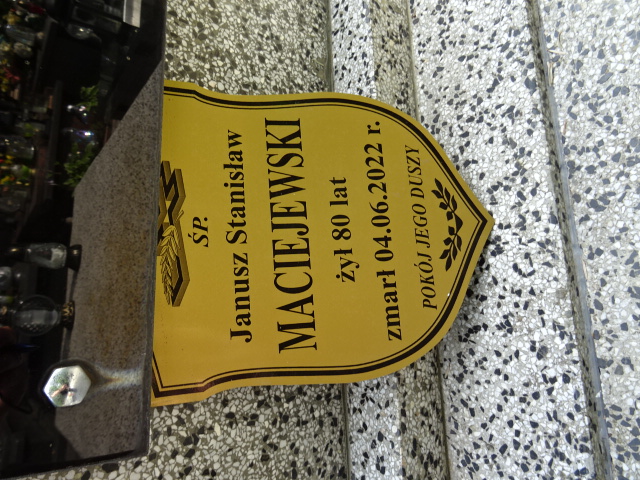 ŚP.
Janusz Stanisław
MACIEJEWSKI
żył 80 lat
zmarł 04.06.2022 r.
POKÓJ JEGO DUSZY